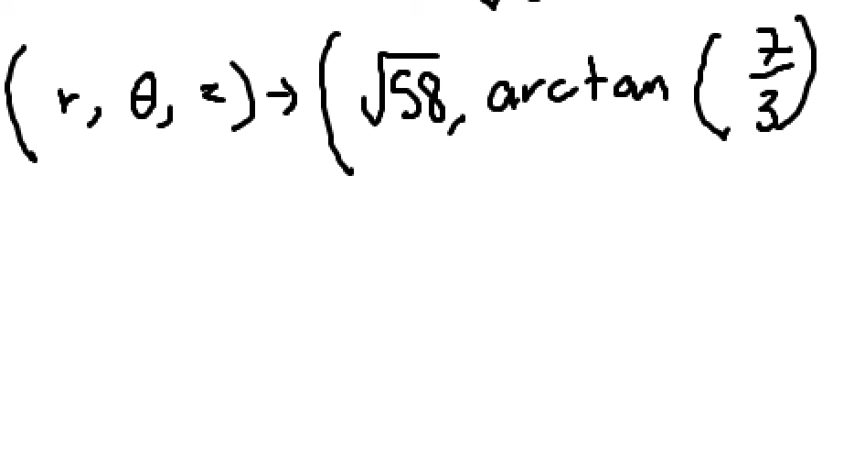 (r, θ, z) → (√58, arctan(7/3)